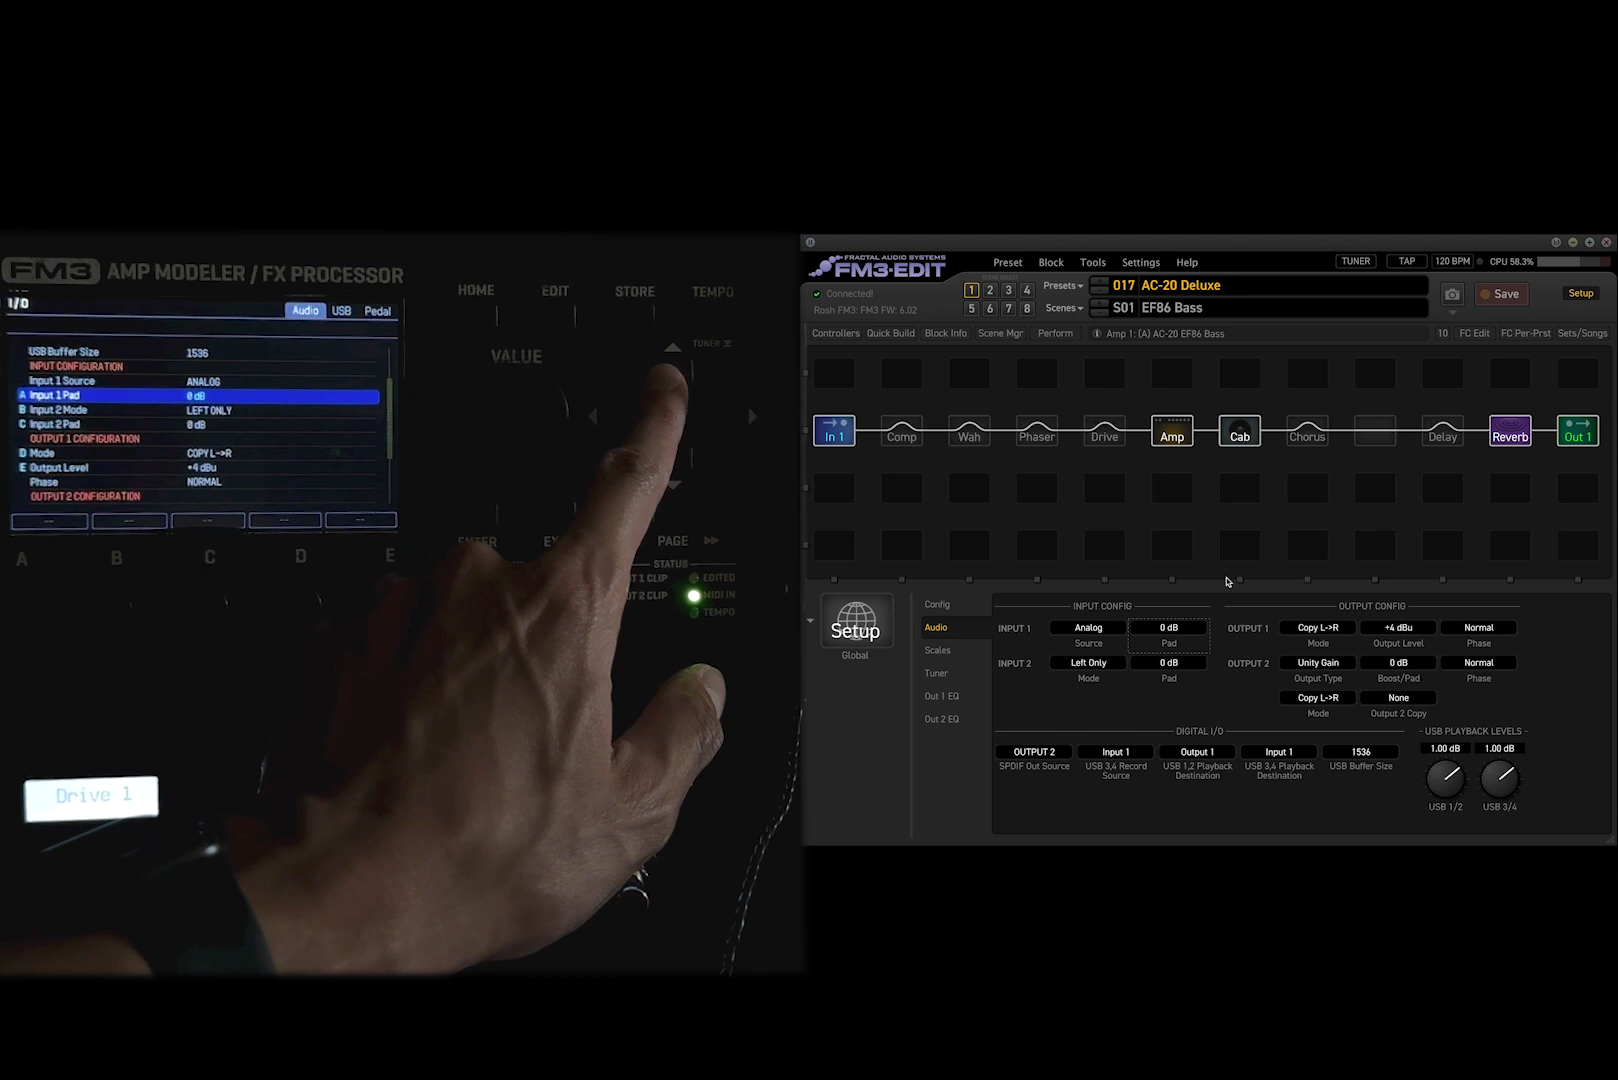 FM3 AMP MODELER / FX PROCESSOR
I/O
Audio USB Pedal
USB Buffer Size 1536
INPUT CONFIGURATION
Input 1 Source ANALOG
A Input 1 Pad 0 dB
B Input 2 Mode LEFT ONLY
C Input 2 Pad 0 dB
OUTPUT 1 CONFIGURATION
D Mode COPY L->R
E Output Level +4 dBu
Phase NORMAL
OUTPUT 2 CONFIGURATION
-- -- -- -- --
A B C D E
HOME EDIT STORE TEMPO
TUNER
VALUE
PAGE
STATUS
1 CLIP EDITED
2 CLIP MIDI IN
TEMPO
Drive 1
FRACTAL AUDIO SYSTEMS
FM3-EDIT
Preset Block Tools Settings Help
TUNER TAP 120 BPM CPU 58.3%
Connected!
Rosh FM3: FM3 FW: 6.02
SCENE SELECT
1 2 3 4
5 6 7 8
Presets 017 AC-20 Deluxe
Scenes S01 EF86 Bass
Save Setup
Controllers Quick Build Block Info Scene Mgr Perform Amp 1: (A) AC-20 EF86 Bass 10 FC Edit FC Per-Prst Sets/Songs
In 1 Comp Wah Phaser Drive Amp Cab Chorus Delay Reverb Out 1
Setup
Global
Config
Audio
Scales
Tuner
Out 1 EQ
Out 2 EQ
INPUT CONFIG
INPUT 1 Analog 0 dB
Source Pad
INPUT 2 Left Only 0 dB
Mode Pad
OUTPUT CONFIG
OUTPUT 1 Copy L->R +4 dBu Normal
Mode Output Level Phase
OUTPUT 2 Unity Gain 0 dB Normal
Output Type Boost/Pad Phase
Copy L->R None
Mode Output 2 Copy
DIGITAL I/O
OUTPUT 2 Input 1 Output 1 Input 1 1536
SPDIF Out Source USB 3,4 Record Source USB 1,2 Playback Destination USB 3,4 Playback Destination USB Buffer Size
USB PLAYBACK LEVELS
1.00 dB 1.00 dB
USB 1/2 USB 3/4